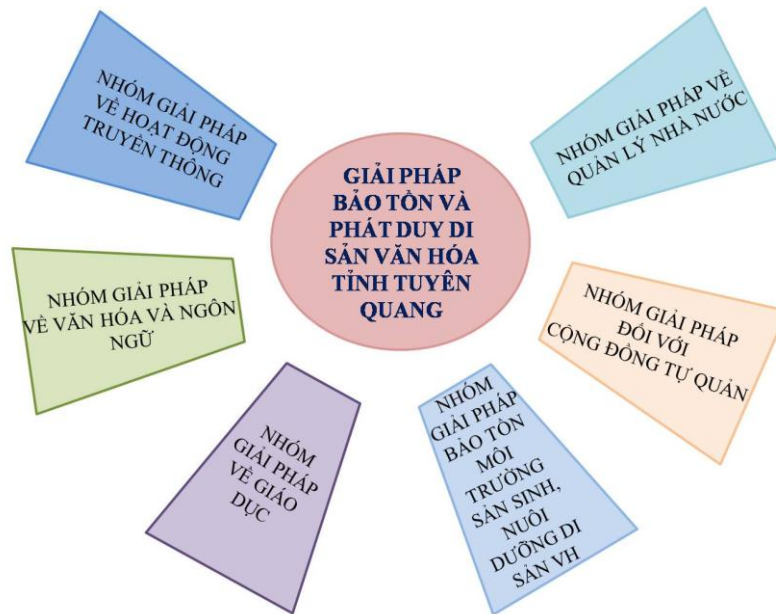 NHÓM GIẢI PHÁP
VỀ HOẠT ĐỘNG
TRUYỀN THÔNG
NHÓM GIẢI PHÁP VỀ
QUẢN LÝ NHÀ NƯỚC
GIẢI PHÁP
BẢO TỒN VÀ
PHÁT DUY DI
SẢN VĂN HÓA
TỈNH TUYÊN
QUANG
NHÓM GIẢI PHÁP
VỀ VĂN HÓA VÀ NGÔN
NGỮ
NHÓM GIẢI PHÁP
ĐỐI VỚI
CỘNG ĐỒNG TỰ QUẢN
NHÓM
GIẢI PHÁP
VỀ GIÁO
DỤC
NHÓM
GIẢI PHÁP
BẢO TỒN
MÔI
TRƯỜNG
SẢN SINH,
NUÔI
DƯỠNG DI
SẢN VH